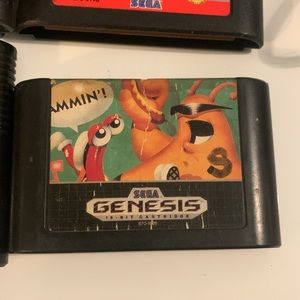 SEGA
AMMIN'!
SEGA
GENESIS
16-BIT CARTRIDGE